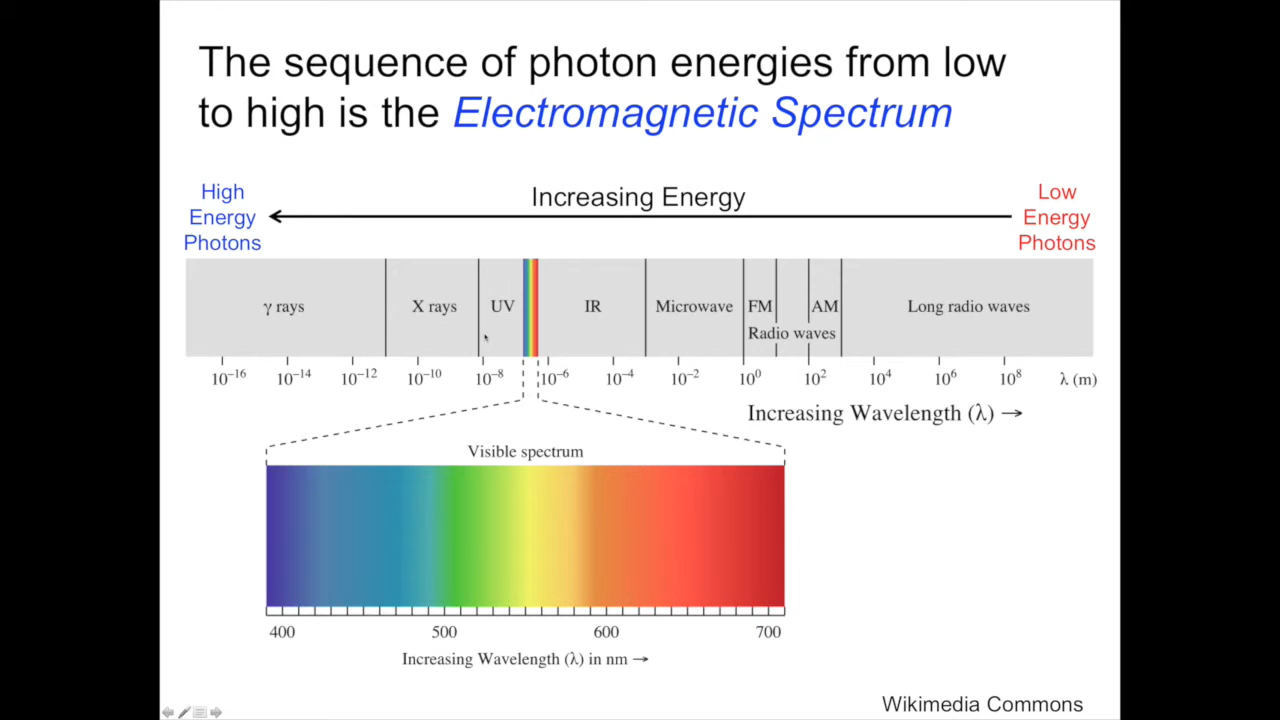 The sequence of photon energies from low
to high is the Electromagnetic Spectrum
High
Energy
Photons
Increasing Energy
Low
Energy
Photons
γ rays
X rays
UV
IR
Microwave
FM
AM
Radio waves
Long radio waves
10⁻¹⁶ 10⁻¹⁴ 10⁻¹² 10⁻¹⁰ 10⁻⁸ 10⁻⁶ 10⁻⁴ 10⁻² 10⁰ 10² 10⁴ 10⁶ 10⁸ λ (m)
Increasing Wavelength (λ) →
Visible spectrum
400 500 600 700
Increasing Wavelength (λ) in nm →
Wikimedia Commons